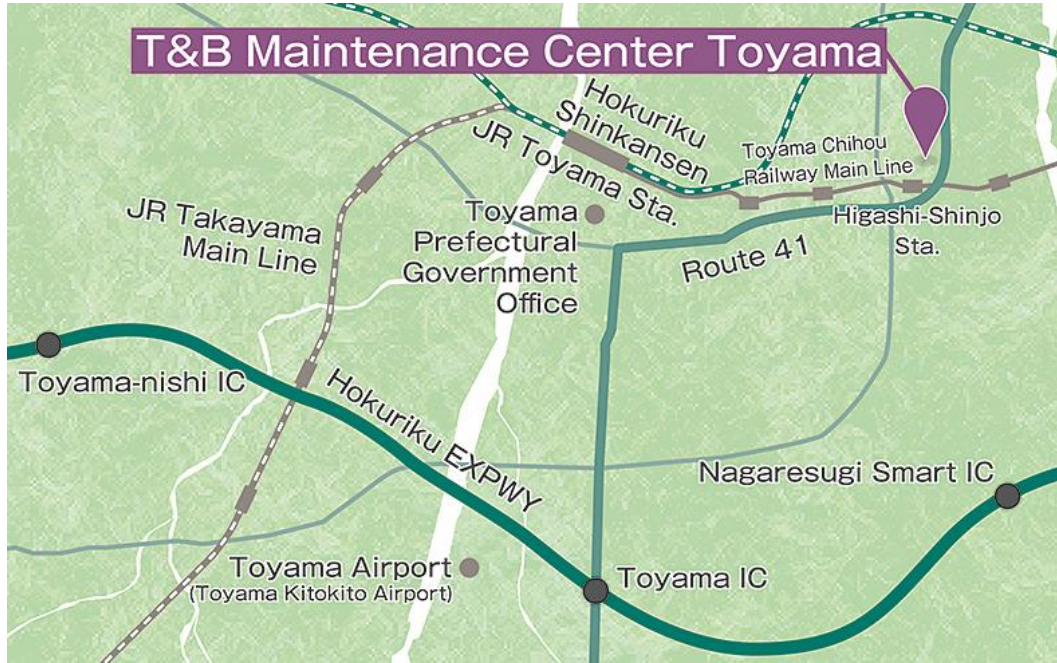 T&B Maintenance Center Toyama
Hokuriku
Shinkansen
JR Toyama Sta.
Toyama Chihou
Railway Main Line
JR Takayama
Main Line
Toyama
Prefectural
Government
Office
Higashi-Shinjo
Sta.
Route 41
Toyama-nishi IC
Hokuriku EXPWY
Nagaresugi Smart IC
Toyama Airport
(Toyama Kitokito Airport)
Toyama IC